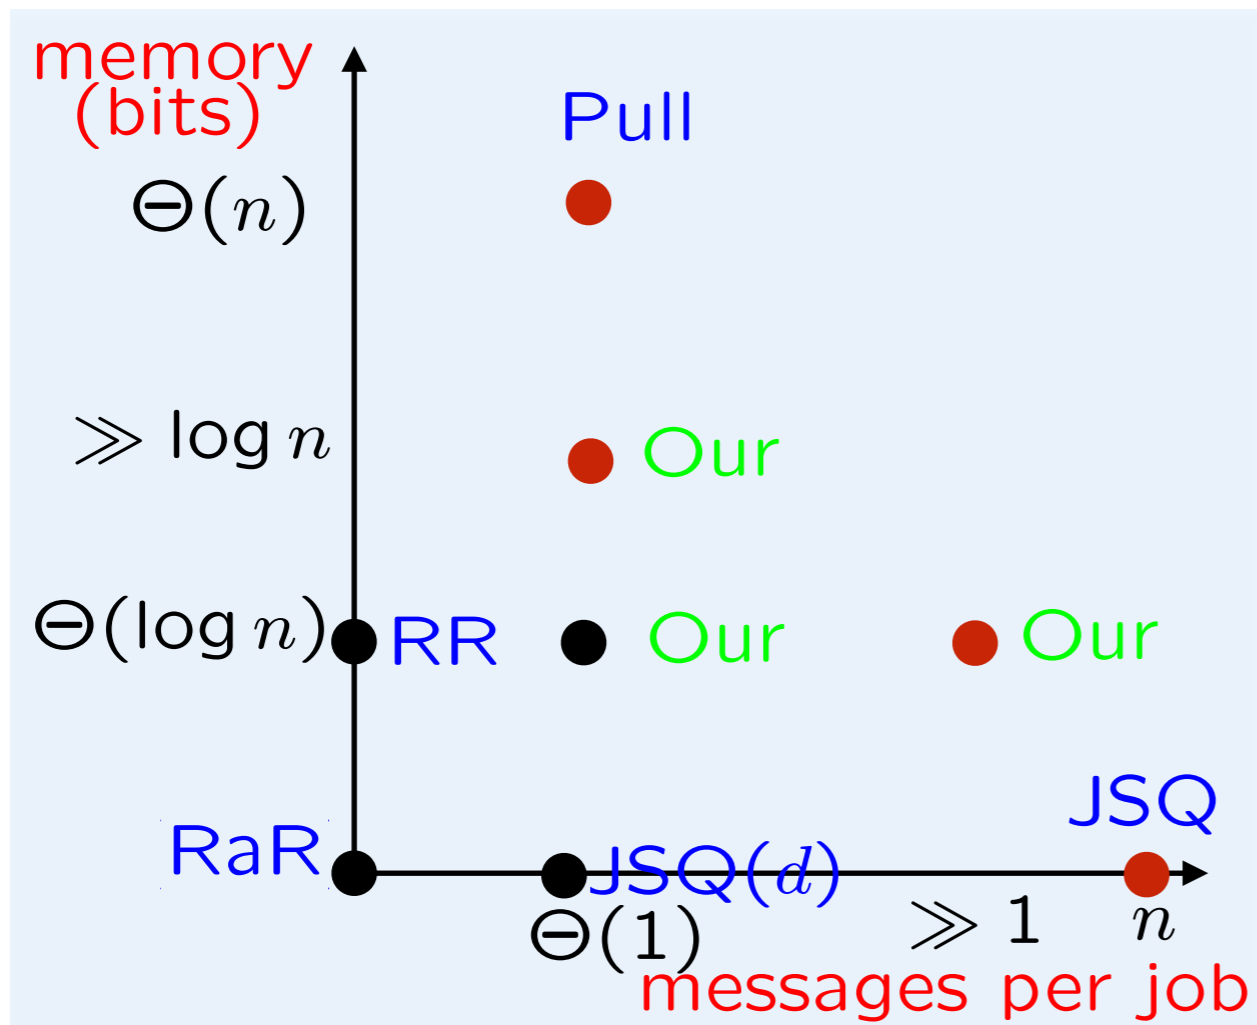 memory
(bits)
Pull
Θ(n)
≫ log n
Our
Θ(log n)
RR
Our
Our
JSQ
RaR
JSQ(d)
Θ(1)
≫ 1
n
messages per job